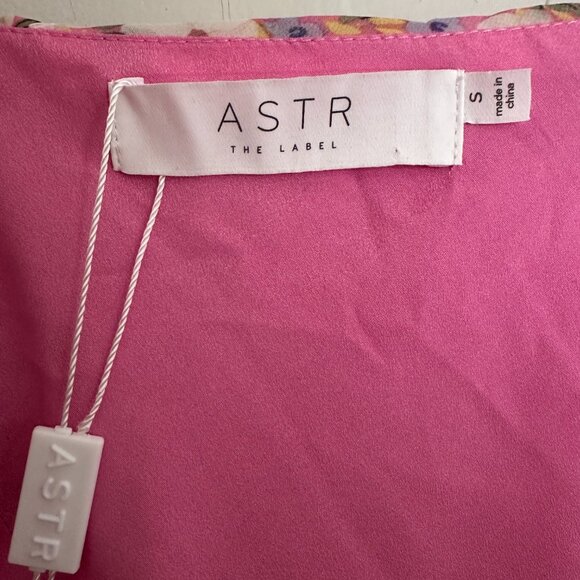 ASTR
THE LABEL
S
made in
china
ASTR